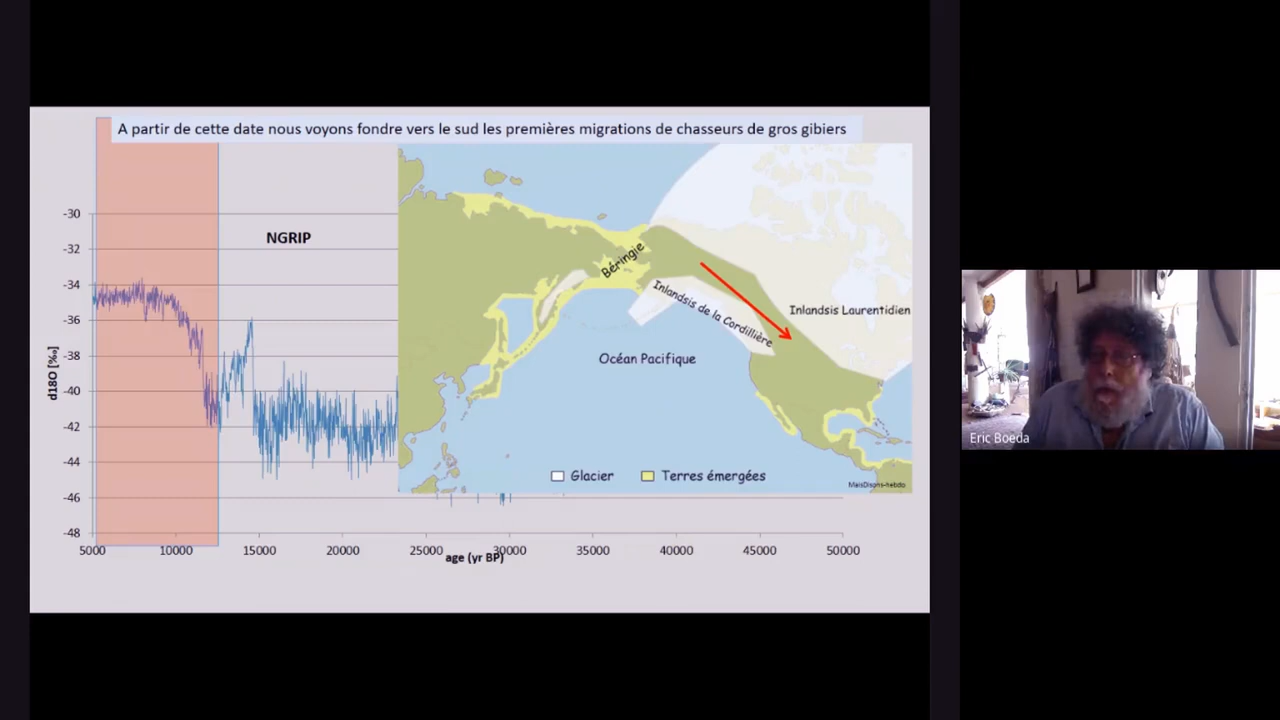 A partir de cette date nous voyons fondre vers le sud les premières migrations de chasseurs de gros gibiers
NGRIP
-30
-32
-34
-36
-38
-40
-42
-44
-46
-48
d18O [‰]
5000 10000 15000 20000 25000 30000 35000 40000 45000 50000
age (yr BP)
Béringie
Inlandsis de la Cordillière
Inlandsis Laurentidien
Océan Pacifique
Glacier
Terres émergées
MaisDisons-hebdo
Eric Boeda